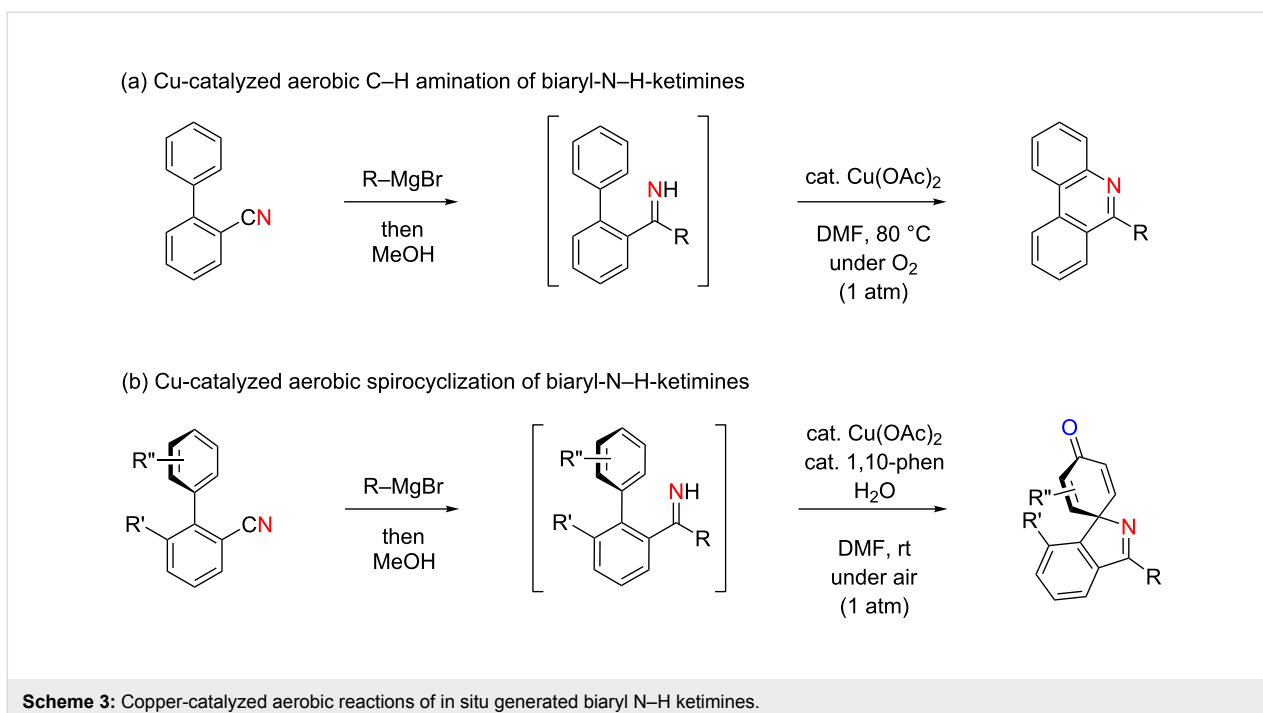 (a) Cu-catalyzed aerobic C–H amination of biaryl-N–H-ketimines
CN
R–MgBr
then
MeOH
NH
R
cat. Cu(OAc)2
DMF, 80 °C
under O2
(1 atm)
N
R
(b) Cu-catalyzed aerobic spirocyclization of biaryl-N–H-ketimines
R"
R'
CN
R–MgBr
then
MeOH
R"
R'
NH
R
cat. Cu(OAc)2
cat. 1,10-phen
H2O
DMF, rt
under air
(1 atm)
O
R"
R'
N
R
Scheme 3: Copper-catalyzed aerobic reactions of in situ generated biaryl N–H ketimines.